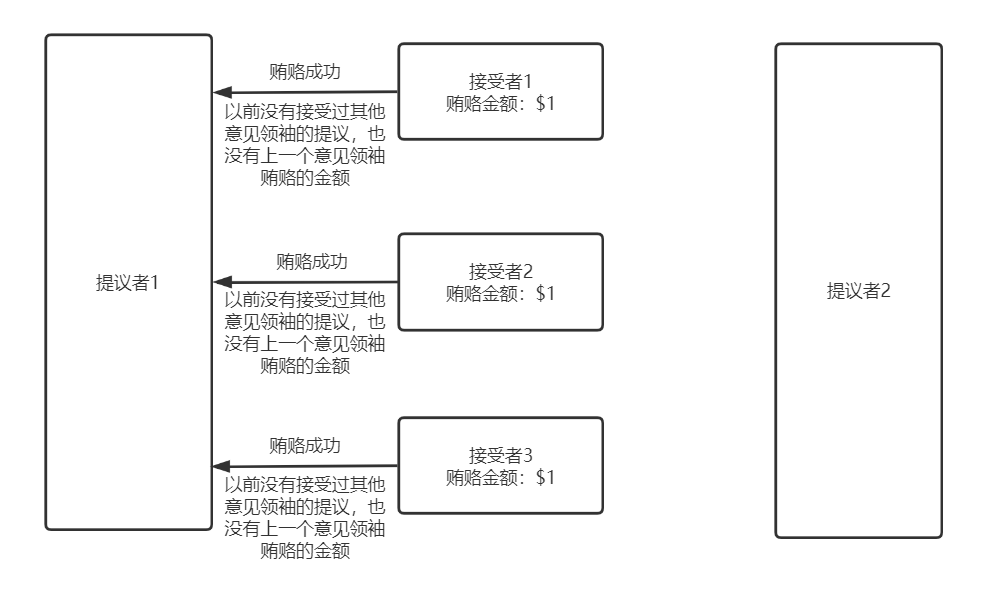 提议者1
贿赂成功
以前没有接受过其他
意见领袖的提议，也
没有上一个意见领袖
贿赂的金额
接受者1
贿赂金额：$1
贿赂成功
以前没有接受过其他
意见领袖的提议，也
没有上一个意见领袖
贿赂的金额
接受者2
贿赂金额：$1
贿赂成功
以前没有接受过其他
意见领袖的提议，也
没有上一个意见领袖
贿赂的金额
接受者3
贿赂金额：$1
提议者2